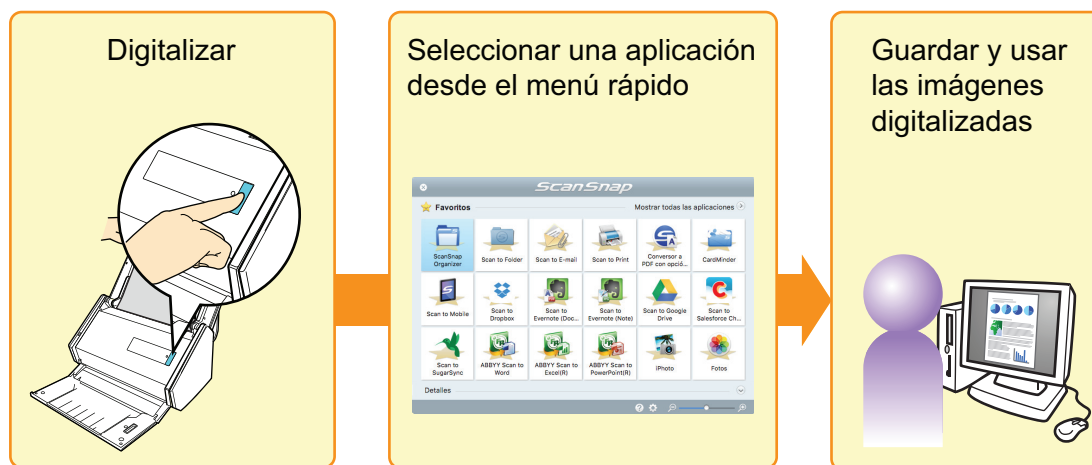 Digitalizar
Seleccionar una aplicación
desde el menú rápido
Guardar y usar
las imágenes
digitalizadas
ScanSnap
Favoritos
Mostrar todas las aplicaciones
ScanSnap
Organizer
Scan to Folder
Scan to E-mail
Scan to Print
Conversor a
PDF con opció...
CardMinder
Scan to Mobile
Scan to
Dropbox
Scan to
Evernote (Doc...
Scan to
Evernote (Note)
Scan to Google
Drive
Scan to
Salesforce Ch...
Scan to
SugarSync
ABBYY Scan to
Word
ABBYY Scan to
Excel(R)
ABBYY Scan to
PowerPoint(R)
iPhoto
Fotos
Detalles